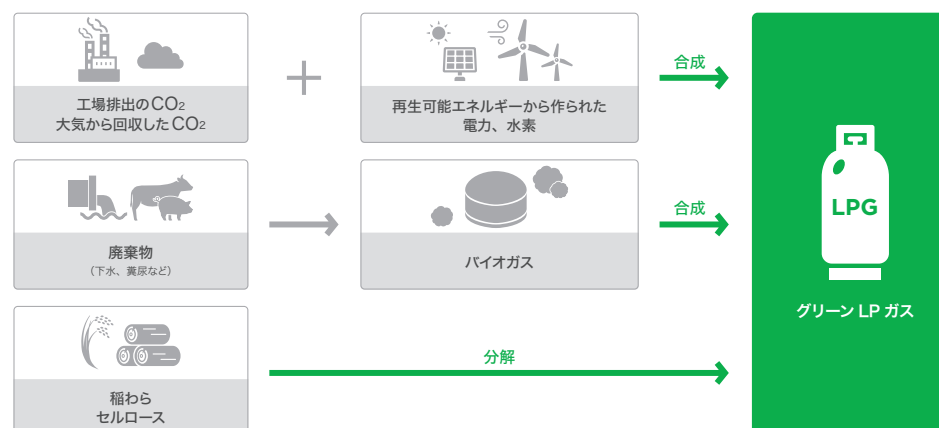 工場排出のCO2
大気から回収したCO2
再生可能エネルギーから作られた
電力、水素
合成
廃棄物
(下水、糞尿など)
バイオガス
合成
稲わら
セルロース
分解
LPG
グリーン LP ガス